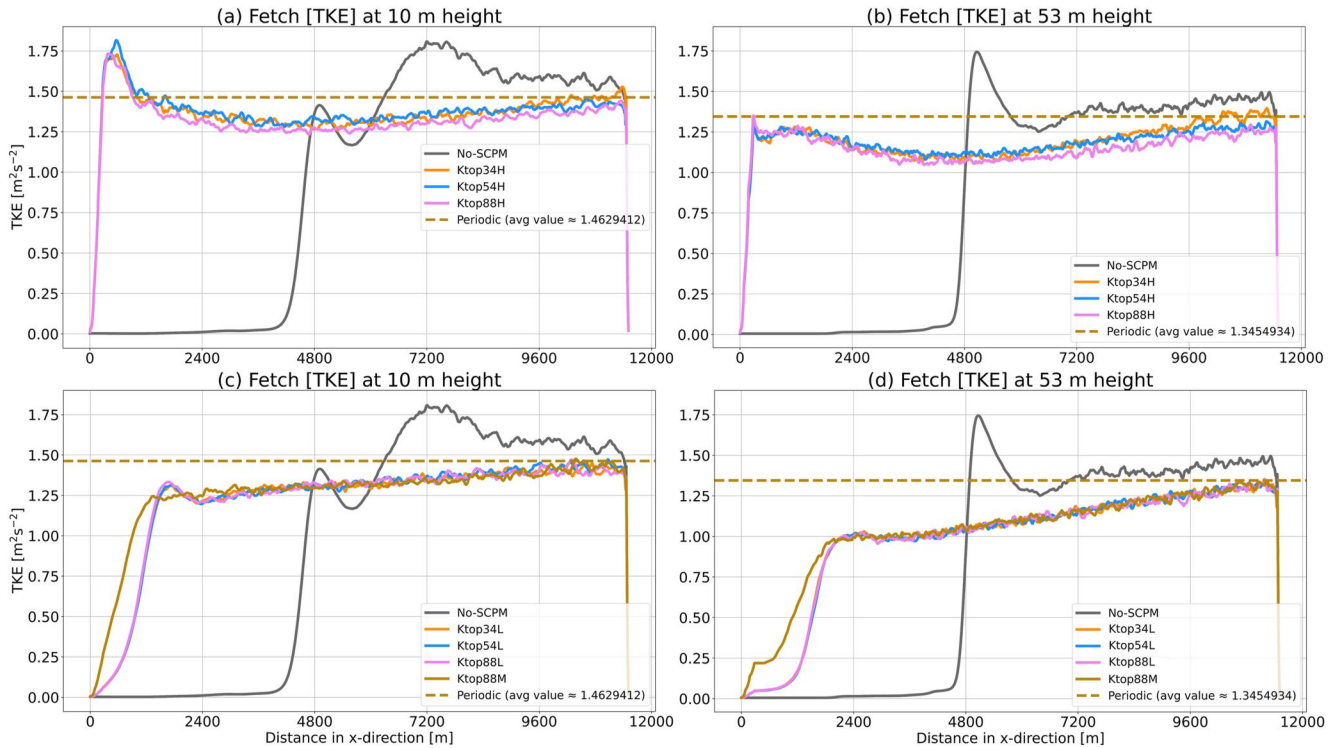 (a) Fetch [TKE] at 10 m height
TKE [m²s⁻²]
1.75
1.50
1.25
1.00
0.75
0.50
0.25
0.00
0 2400 4800 7200 9600 12000
No-SCPM
Ktop34H
Ktop54H
Ktop88H
Periodic (avg value ≈ 1.4629412)
(b) Fetch [TKE] at 53 m height
1.75
1.50
1.25
1.00
0.75
0.50
0.25
0.00
0 2400 4800 7200 9600 12000
No-SCPM
Ktop34H
Ktop54H
Ktop88H
Periodic (avg value ≈ 1.3454934)
(c) Fetch [TKE] at 10 m height
TKE [m²s⁻²]
1.75
1.50
1.25
1.00
0.75
0.50
0.25
0.00
0 2400 4800 7200 9600 12000
Distance in x-direction [m]
No-SCPM
Ktop34L
Ktop54L
Ktop88L
Ktop88M
Periodic (avg value ≈ 1.4629412)
(d) Fetch [TKE] at 53 m height
1.75
1.50
1.25
1.00
0.75
0.50
0.25
0.00
0 2400 4800 7200 9600 12000
Distance in x-direction [m]
No-SCPM
Ktop34L
Ktop54L
Ktop88L
Ktop88M
Periodic (avg value ≈ 1.3454934)